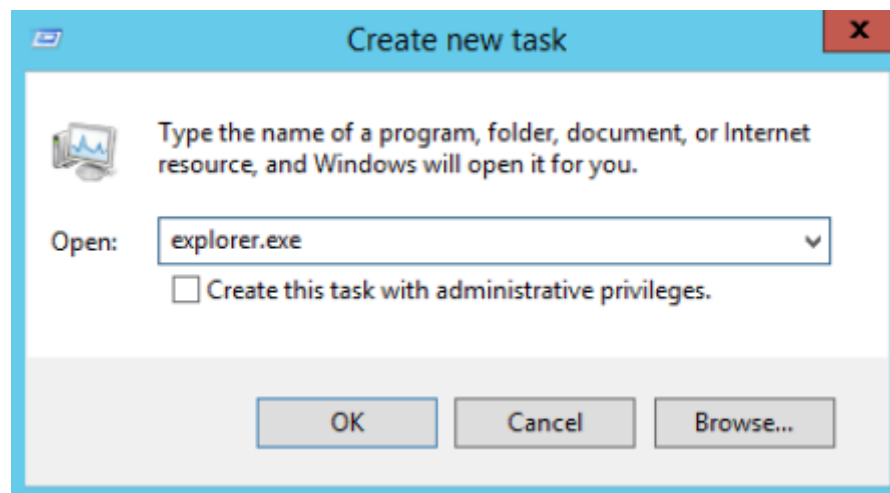 Create new task
x
Type the name of a program, folder, document, or Internet
resource, and Windows will open it for you.
Open: explorer.exe
Create this task with administrative privileges.
OK Cancel Browse...